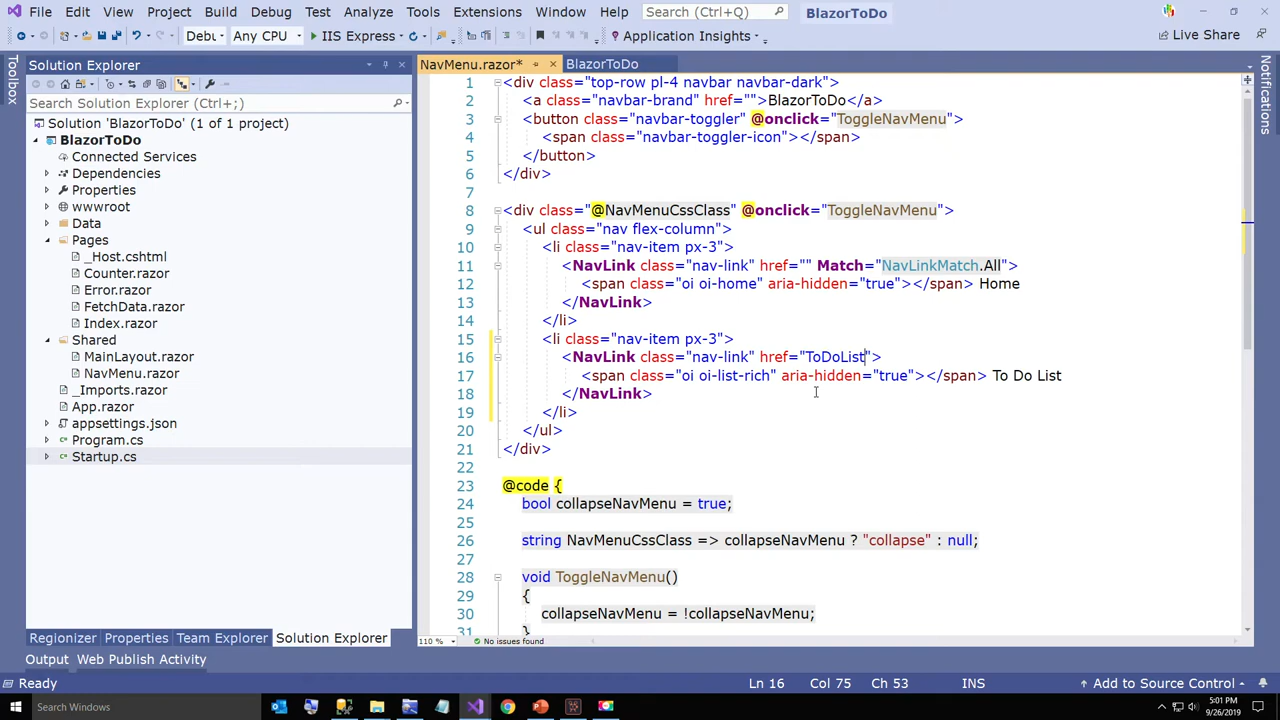 File Edit View Project Build Debug Test Analyze Tools Extensions Window Help Search (Ctrl+Q) BlazorToDo
Debu Any CPU IIS Express Application Insights Live Share
Toolbox
Solution Explorer
Search Solution Explorer (Ctrl+;)
Solution 'BlazorToDo' (1 of 1 project)
BlazorToDo
Connected Services
Dependencies
Properties
wwwroot
Data
Pages
_Host.cshtml
Counter.razor
Error.razor
FetchData.razor
Index.razor
Shared
MainLayout.razor
NavMenu.razor
_Imports.razor
App.razor
appsettings.json
Program.cs
Startup.cs
Regionizer Properties Team Explorer Solution Explorer
NavMenu.razor* BlazorToDo
1 <div class="top-row pl-4 navbar navbar-dark">
2 <a class="navbar-brand" href="">BlazorToDo</a>
3 <button class="navbar-toggler" @onclick="ToggleNavMenu">
4 <span class="navbar-toggler-icon"></span>
5 </button>
6 </div>
7
8 <div class="@NavMenuCssClass" @onclick="ToggleNavMenu">
9 <ul class="nav flex-column">
10 <li class="nav-item px-3">
11 <NavLink class="nav-link" href="" Match="NavLinkMatch.All">
12 <span class="oi oi-home" aria-hidden="true"></span> Home
13 </NavLink>
14 </li>
15 <li class="nav-item px-3">
16 <NavLink class="nav-link" href="ToDoList">
17 <span class="oi oi-list-rich" aria-hidden="true"></span> To Do List
18 </NavLink>
19 </li>
20 </ul>
21 </div>
22
23 @code {
24 bool collapseNavMenu = true;
25
26 string NavMenuCssClass => collapseNavMenu ? "collapse" : null;
27
28 void ToggleNavMenu()
29 {
30 collapseNavMenu = !collapseNavMenu;
31 }
110 % No issues found
Notifications
Output Web Publish Activity
Ready Ln 16 Col 75 Ch 53 INS Add to Source Control
Search Windows 5:01 PM
9/26/2019